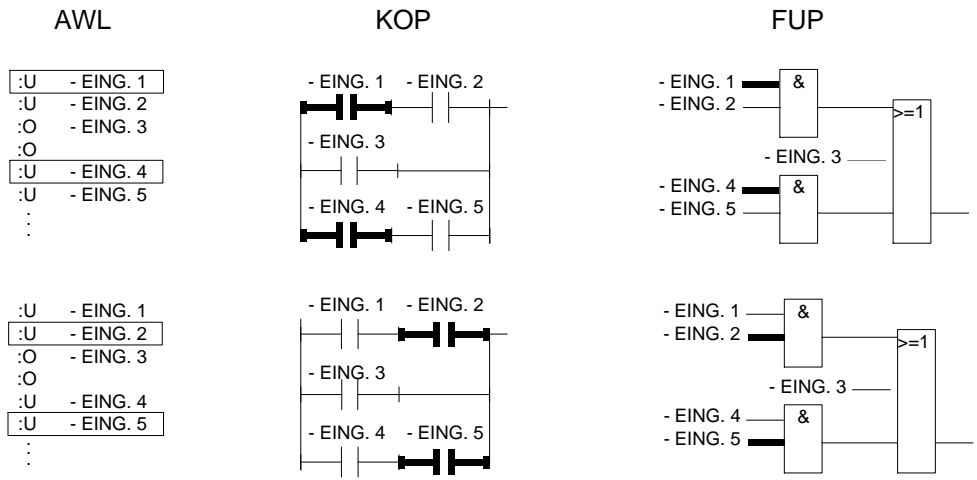 AWL KOP FUP
:U - EING. 1
:U - EING. 2
:O - EING. 3
:O
:U - EING. 4
:U - EING. 5
:
:
- EING. 1 - EING. 2
- EING. 3
- EING. 4 - EING. 5
- EING. 1 &
- EING. 2
>=1
- EING. 3
- EING. 4 &
- EING. 5
:U - EING. 1
:U - EING. 2
:O - EING. 3
:O
:U - EING. 4
:U - EING. 5
:
:
- EING. 1 - EING. 2
- EING. 3
- EING. 4 - EING. 5
- EING. 1 &
- EING. 2
>=1
- EING. 3
- EING. 4 &
- EING. 5